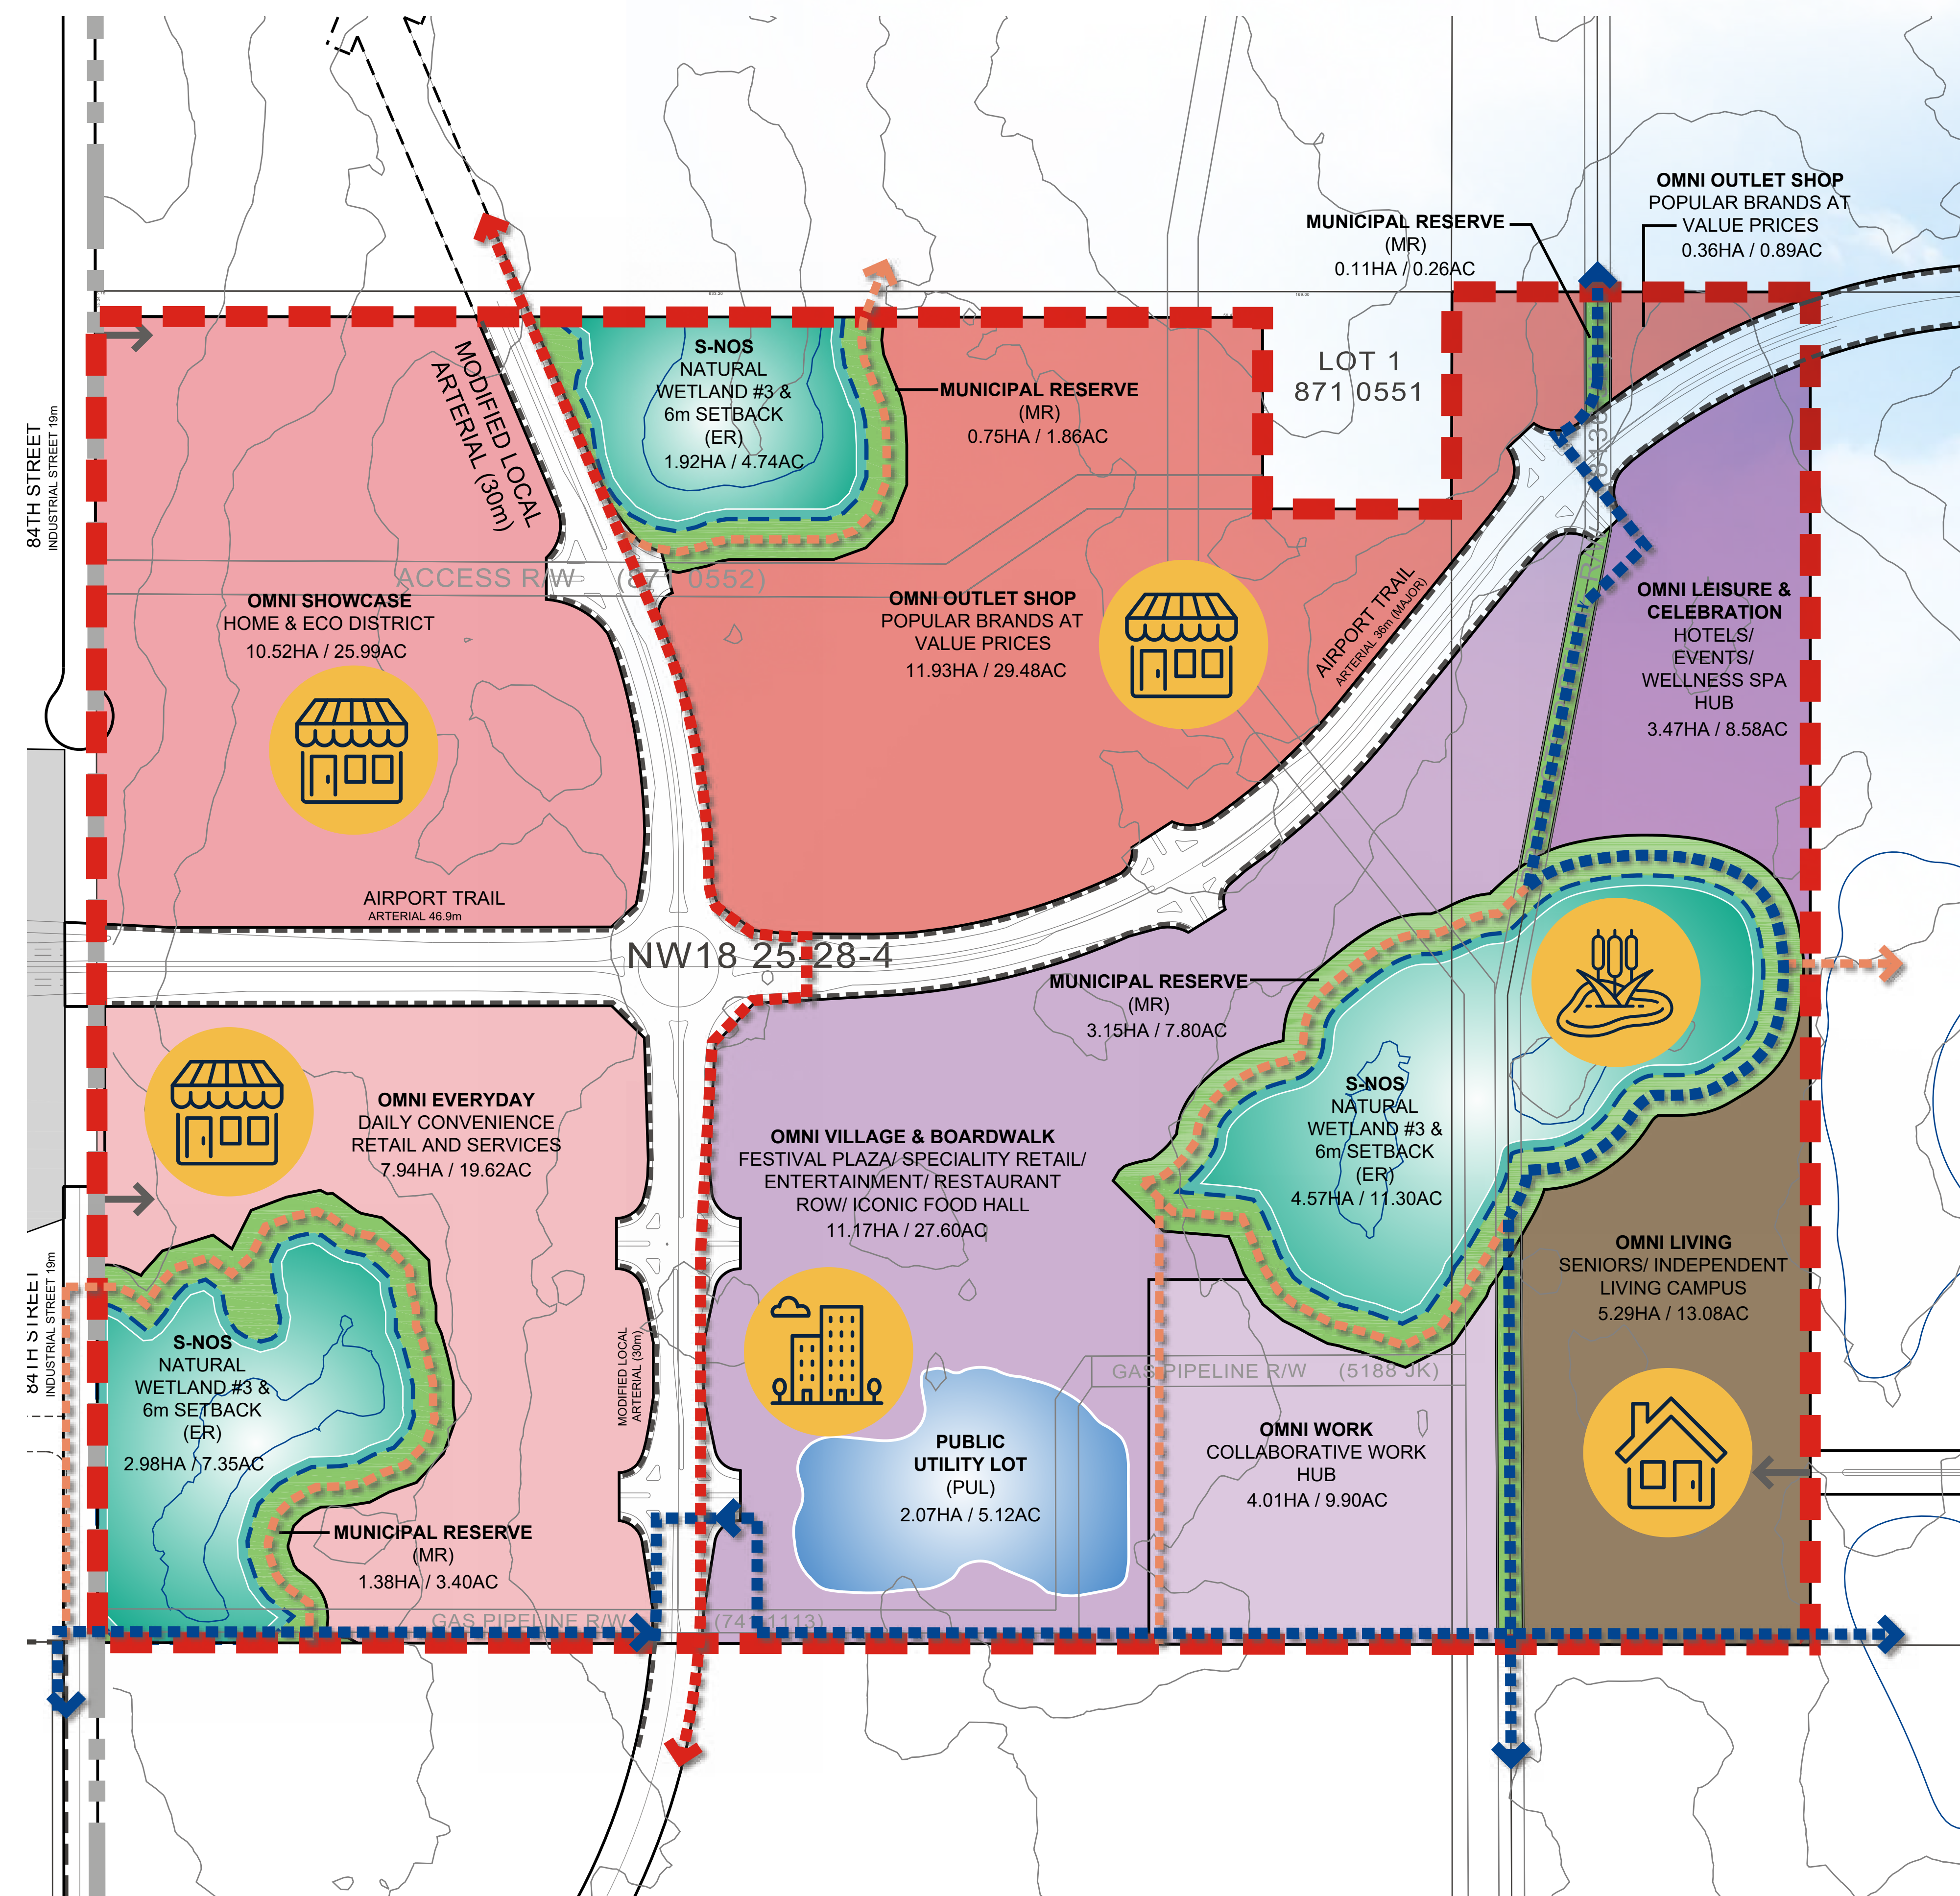 OMNI OUTLET SHOP
POPULAR BRANDS AT
VALUE PRICES
0.36HA / 0.89AC
MUNICIPAL RESERVE
(MR)
0.11HA / 0.26AC
LOT 1
871 0551
MODIFIED LOCAL
ARTERIAL (30m)
S-NOS
NATURAL
WETLAND #3 &
6m SETBACK
(ER)
1.92HA / 4.74AC
MUNICIPAL RESERVE
(MR)
0.75HA / 1.86AC
84TH STREET
INDUSTRIAL STREET 19m
ACCESS R/W (871 0552)
OMNI SHOWCASE
HOME & ECO DISTRICT
10.52HA / 25.99AC
OMNI OUTLET SHOP
POPULAR BRANDS AT
VALUE PRICES
11.93HA / 29.48AC
AIRPORT TRAIL
ARTERIAL 36m (MAJOR)
OMNI LEISURE &
CELEBRATION
HOTELS/
EVENTS/
WELLNESS SPA
HUB
3.47HA / 8.58AC
AIRPORT TRAIL
ARTERIAL 46.9m
NW18 25-28-4
MUNICIPAL RESERVE
(MR)
3.15HA / 7.80AC
OMNI EVERYDAY
DAILY CONVENIENCE
RETAIL AND SERVICES
7.94HA / 19.62AC
OMNI VILLAGE & BOARDWALK
FESTIVAL PLAZA/ SPECIALITY RETAIL/
ENTERTAINMENT/ RESTAURANT
ROW/ ICONIC FOOD HALL
11.17HA / 27.60AC
S-NOS
NATURAL
WETLAND #3 &
6m SETBACK
(ER)
4.57HA / 11.30AC
OMNI LIVING
SENIORS/ INDEPENDENT
LIVING CAMPUS
5.29HA / 13.08AC
84TH STREET
INDUSTRIAL STREET 19m
S-NOS
NATURAL
WETLAND #3 &
6m SETBACK
(ER)
2.98HA / 7.35AC
MODIFIED LOCAL
ARTERIAL (30m)
GAS PIPELINE R/W (5188 JK)
PUBLIC
UTILITY LOT
(PUL)
2.07HA / 5.12AC
OMNI WORK
COLLABORATIVE WORK
HUB
4.01HA / 9.90AC
MUNICIPAL RESERVE
(MR)
1.38HA / 3.40AC
GAS PIPELINE R/W (741 1113)